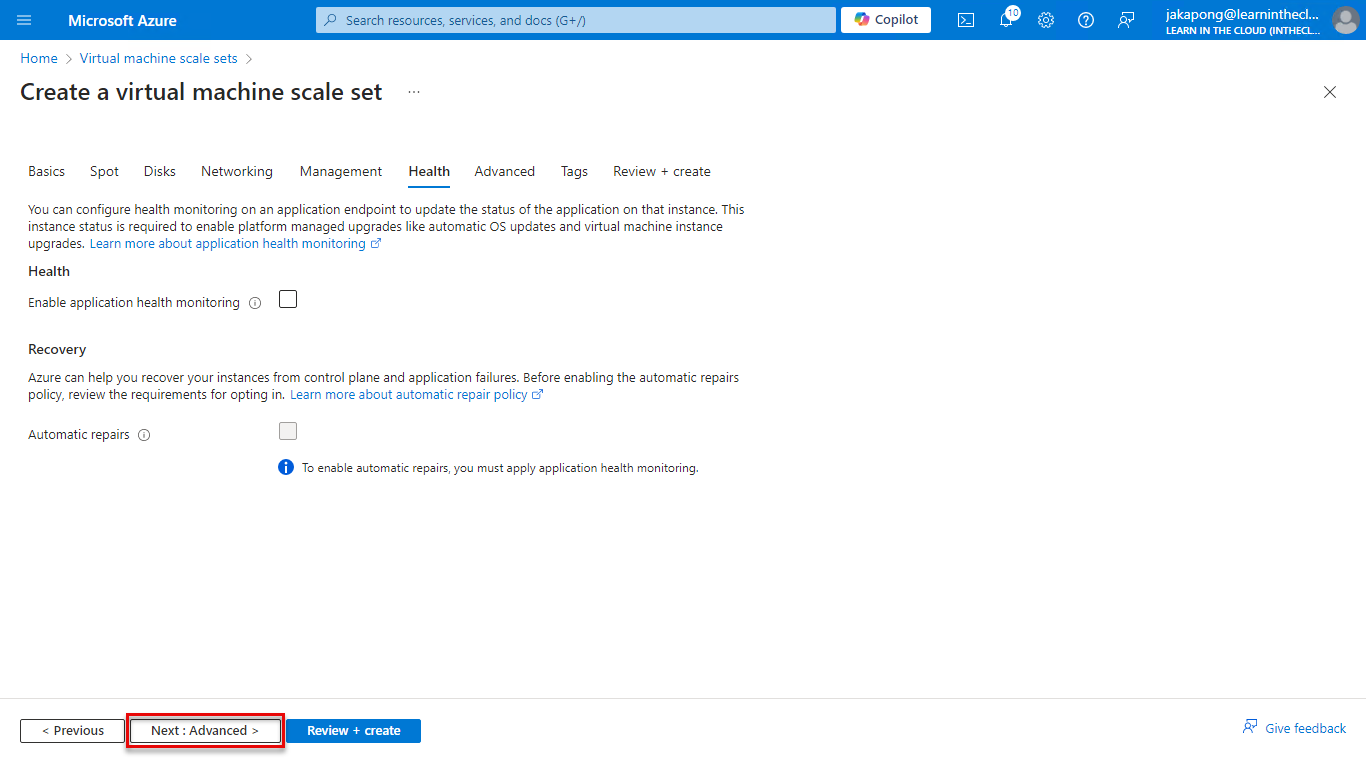 Microsoft Azure
Search resources, services, and docs (G+/)
Copilot
10
jakapong@learninthecl...
LEARN IN THE CLOUD (INTHECL...
Home > Virtual machine scale sets >
Create a virtual machine scale set ...
Basics Spot Disks Networking Management Health Advanced Tags Review + create
You can configure health monitoring on an application endpoint to update the status of the application on that instance. This
instance status is required to enable platform managed upgrades like automatic OS updates and virtual machine instance
upgrades. Learn more about application health monitoring
Health
Enable application health monitoring
Recovery
Azure can help you recover your instances from control plane and application failures. Before enabling the automatic repairs
policy, review the requirements for opting in. Learn more about automatic repair policy
Automatic repairs
To enable automatic repairs, you must apply application health monitoring.
< Previous
Next : Advanced >
Review + create
Give feedback